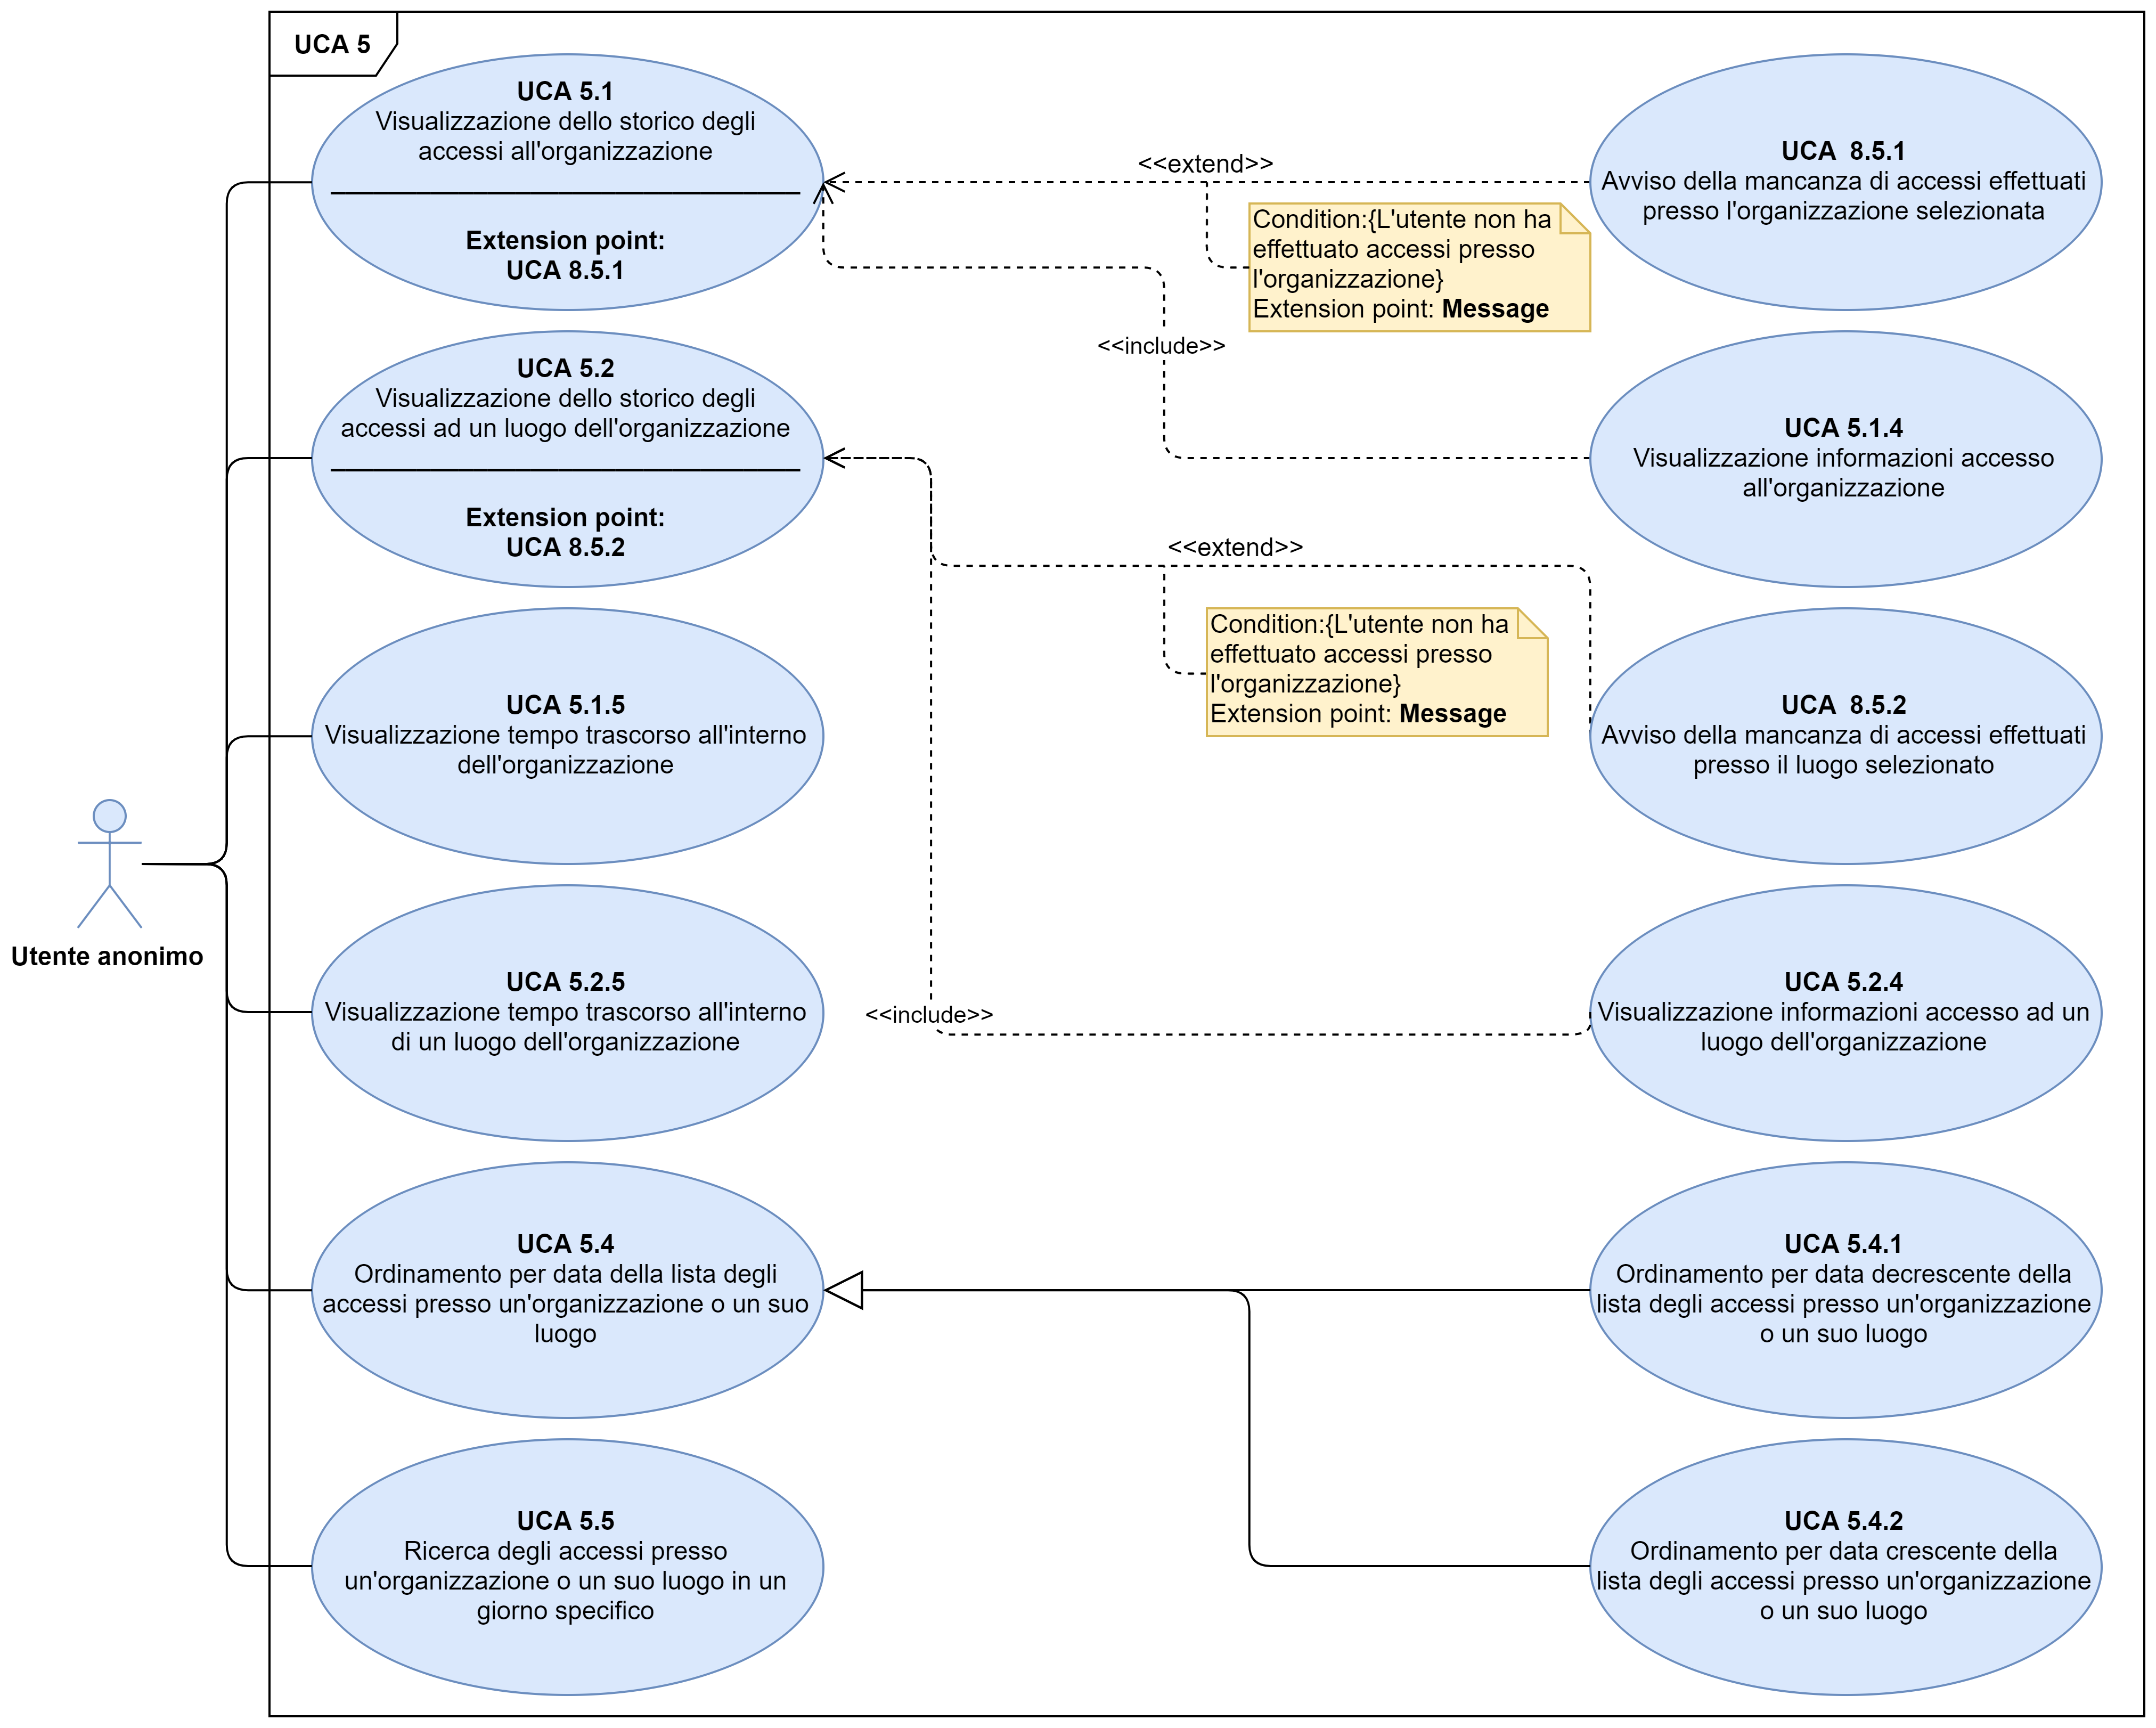 UCA 5
UCA 5.1
Visualizzazione dello storico degli
accessi all'organizzazione
Extension point:
UCA 8.5.1
<<extend>>
Condition:{L'utente non ha
effettuato accessi presso
l'organizzazione}
Extension point: Message
UCA  8.5.1
Avviso della mancanza di accessi effettuati
presso l'organizzazione selezionata
<<include>>
UCA 5.2
Visualizzazione dello storico degli
accessi ad un luogo dell'organizzazione
Extension point:
UCA 8.5.2
UCA 5.1.4
Visualizzazione informazioni accesso
all'organizzazione
<<extend>>
Condition:{L'utente non ha
effettuato accessi presso
l'organizzazione}
Extension point: Message
UCA 5.1.5
Visualizzazione tempo trascorso all'interno
dell'organizzazione
UCA  8.5.2
Avviso della mancanza di accessi effettuati
presso il luogo selezionato
Utente anonimo
UCA 5.2.5
Visualizzazione tempo trascorso all'interno
di un luogo dell'organizzazione
<<include>>
UCA 5.2.4
Visualizzazione informazioni accesso ad un
luogo dell'organizzazione
UCA 5.4
Ordinamento per data della lista degli
accessi presso un'organizzazione o un suo
luogo
UCA 5.4.1
Ordinamento per data decrescente della
lista degli accessi presso un'organizzazione
o un suo luogo
UCA 5.5
Ricerca degli accessi presso
un'organizzazione o un suo luogo in un
giorno specifico
UCA 5.4.2
Ordinamento per data crescente della
lista degli accessi presso un'organizzazione
o un suo luogo